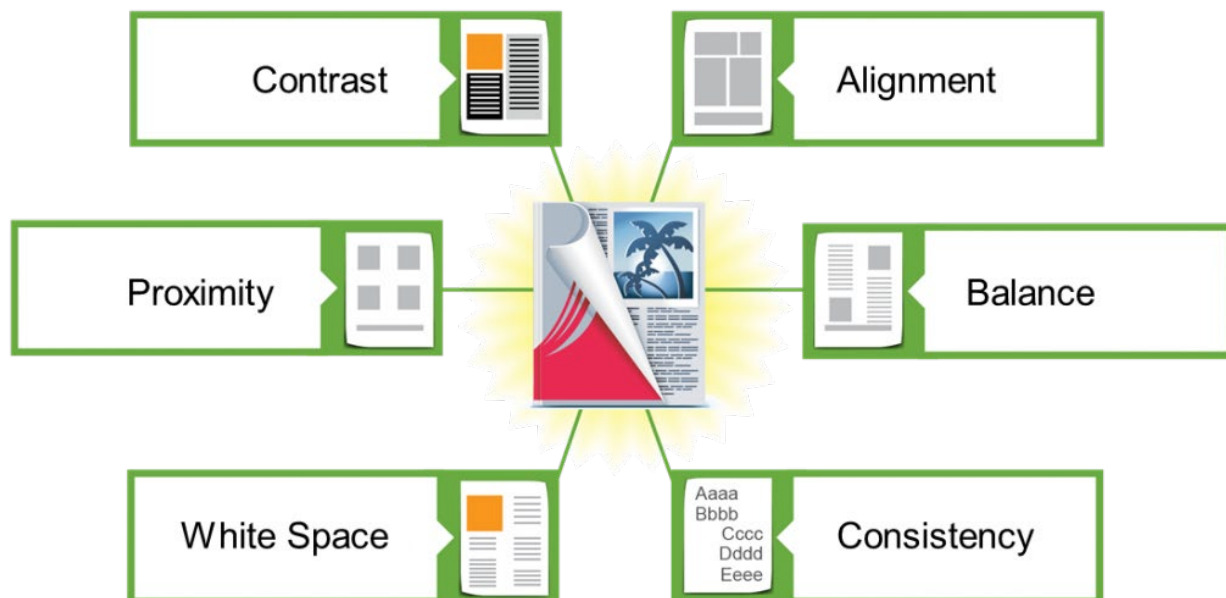 Contrast
Alignment
Proximity
Balance
White Space
Aaaa
Bbbb
Cccc
Dddd
Eeee
Consistency